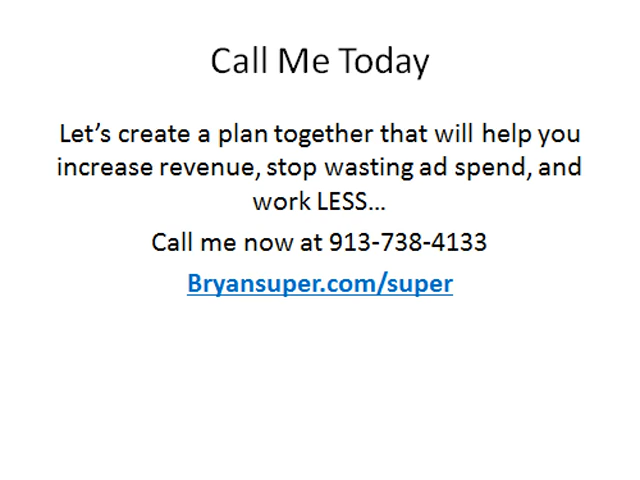 Call Me Today
Let’s create a plan together that will help you
increase revenue, stop wasting ad spend, and
work LESS…
Call me now at 913-738-4133
Bryansuper.com/super